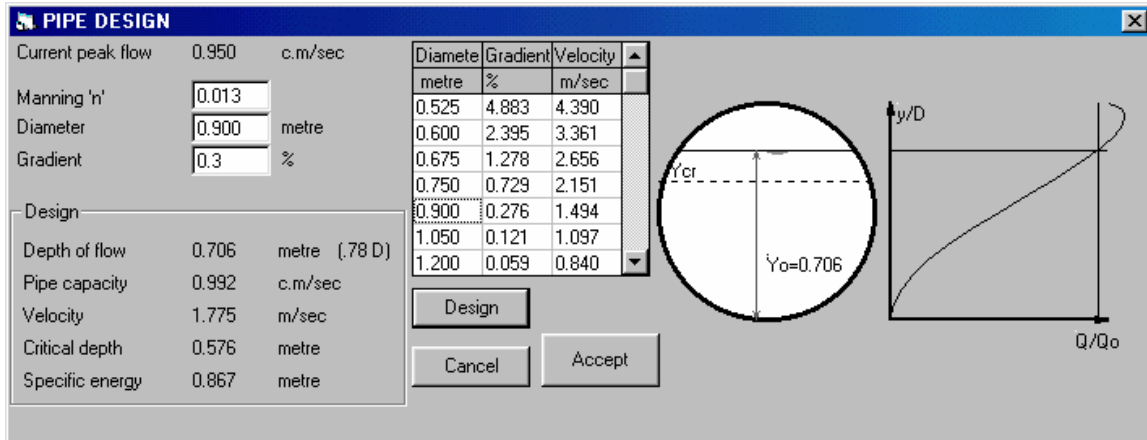 PIPE DESIGN
Current peak flow 0.950 c.m/sec
Manning 'n' 0.013
Diameter 0.900 metre
Gradient 0.3 %
Design
Depth of flow 0.706 metre (.78 D)
Pipe capacity 0.992 c.m/sec
Velocity 1.775 m/sec
Critical depth 0.576 metre
Specific energy 0.867 metre
Diamete Gradient Velocity
metre % m/sec
0.525 4.883 4.390
0.600 2.395 3.361
0.675 1.278 2.656
0.750 0.729 2.151
0.900 0.276 1.494
1.050 0.121 1.097
1.200 0.059 0.840
Design
Cancel
Accept
Ycr
Yo=0.706
y/D
Q/Qo